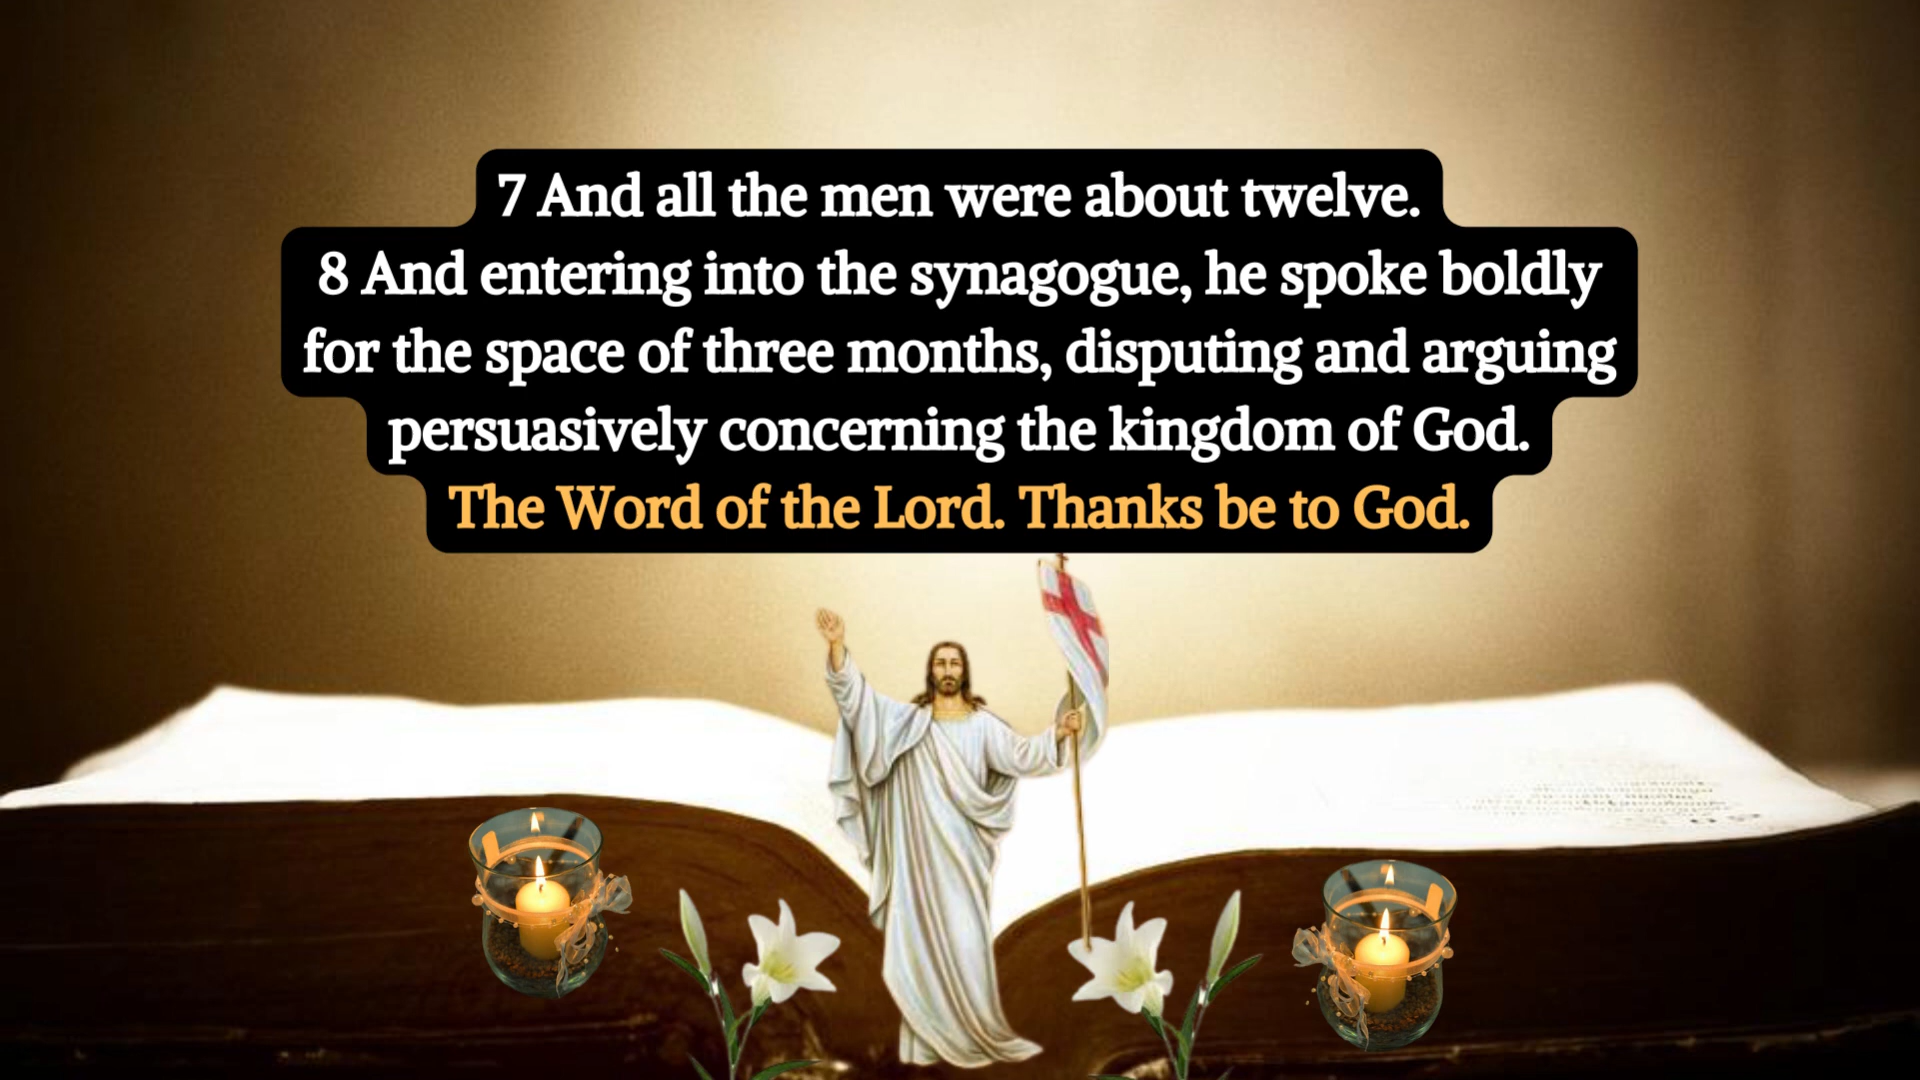 7 And all the men were about twelve.
8 And entering into the synagogue, he spoke boldly
for the space of three months, disputing and arguing
persuasively concerning the kingdom of God.
The Word of the Lord. Thanks be to God.